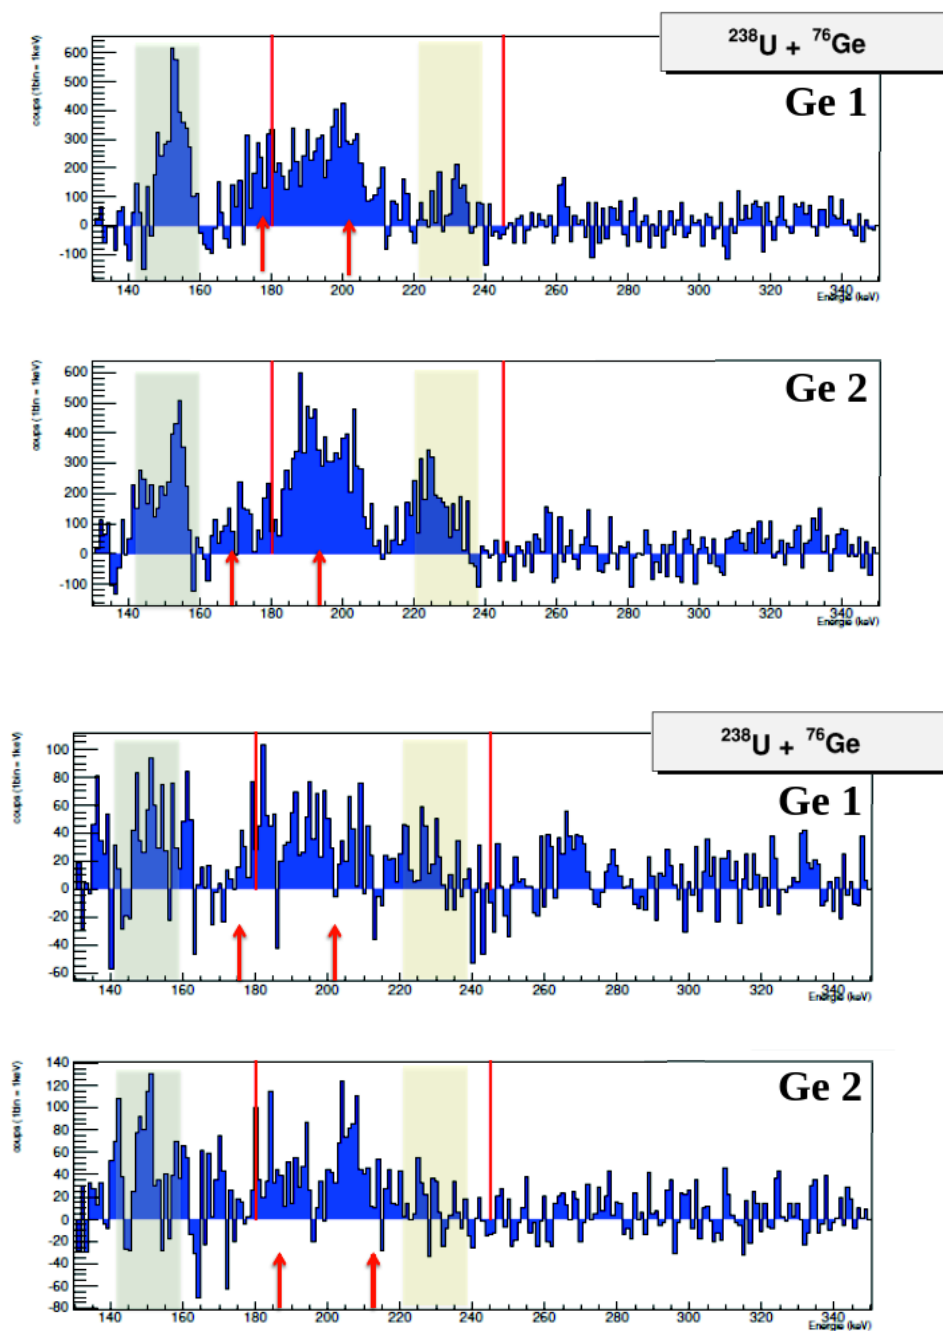 ²³⁸U + ⁷⁶Ge
Ge 1
coups (1bin = 1keV)
600
500
400
300
200
100
0
-100
140 160 180 200 220 240 260 280 300 320 340
Energie (keV)
Ge 2
coups (1bin = 1keV)
600
500
400
300
200
100
0
-100
140 160 180 200 220 240 260 280 300 320 340
Energie (keV)
²³⁸U + ⁷⁶Ge
Ge 1
coups (1bin = 1keV)
100
80
60
40
20
0
-20
-40
-60
140 160 180 200 220 240 260 280 300 320 340
Energie (keV)
Ge 2
coups (1bin = 1keV)
140
120
100
80
60
40
20
0
-20
-40
-60
-80
140 160 180 200 220 240 260 280 300 320 340
Energie (keV)